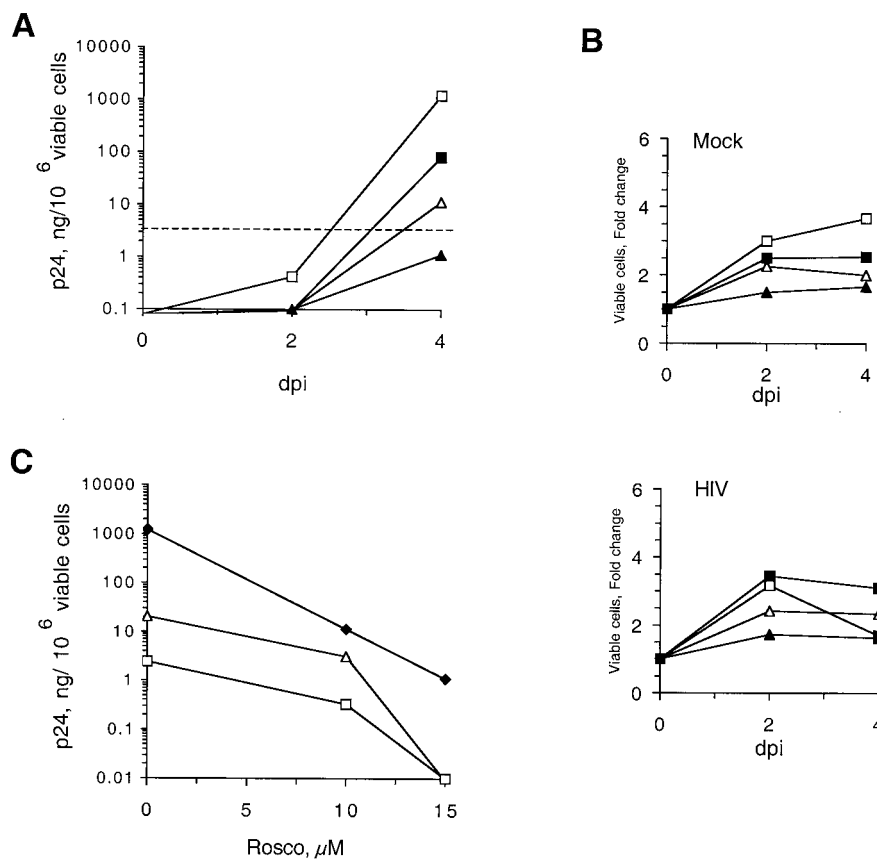 A
p24, ng/10 6 viable cells
10000
1000
100
10
1
0.1
0
2
4
dpi
B
Mock
Viable cells, Fold change
6
4
2
0
0
2
4
dpi
C
p24, ng/ 10 6 viable cells
10000
1000
100
10
1
0.1
0.01
0
5
10
15
Rosco, μM
HIV
Viable cells, Fold change
6
4
2
0
0
2
4
dpi